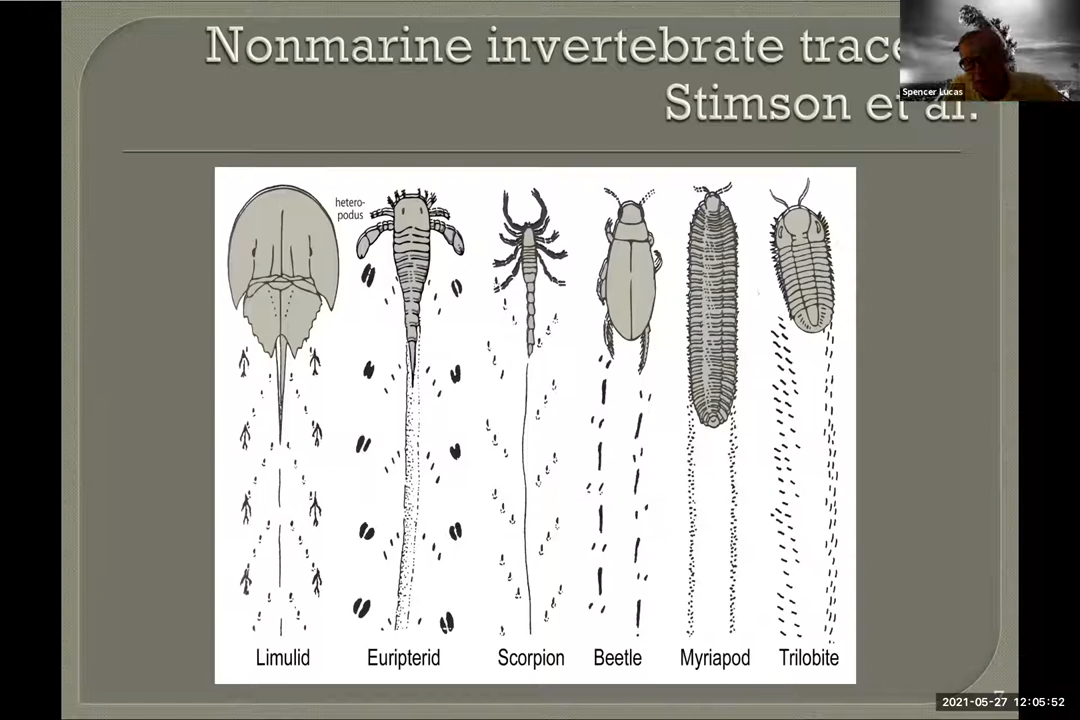 Nonmarine invertebrate trace
Stimson et al.
Spencer Lucas
hetero-
podus
Limulid
Euripterid
Scorpion
Beetle
Myriapod
Trilobite
2021-05-27 12:05:52